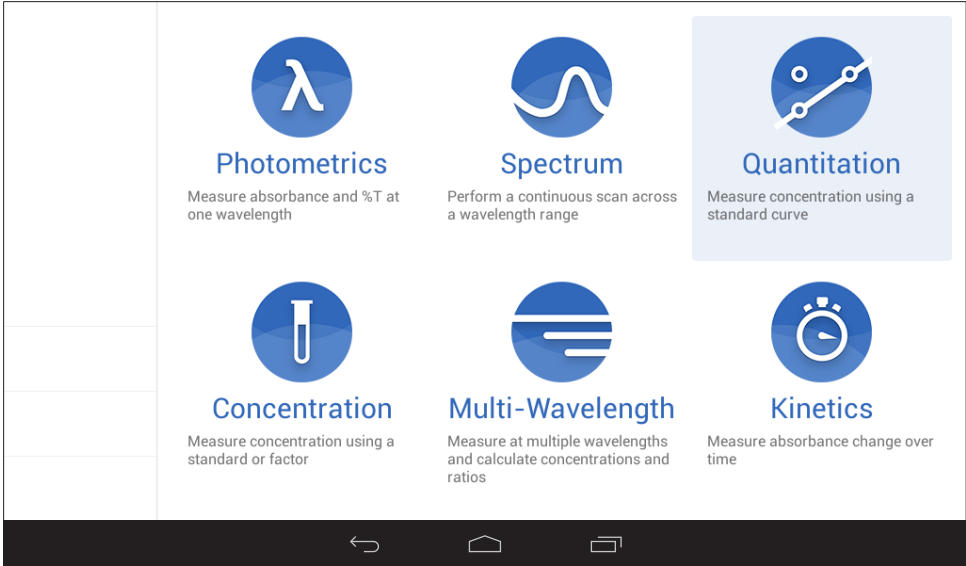 λ
Photometrics
Measure absorbance and %T at
one wavelength
Spectrum
Perform a continuous scan across
a wavelength range
Quantitation
Measure concentration using a
standard curve
Concentration
Measure concentration using a
standard or factor
Multi-Wavelength
Measure at multiple wavelengths
and calculate concentrations and
ratios
Kinetics
Measure absorbance change over
time